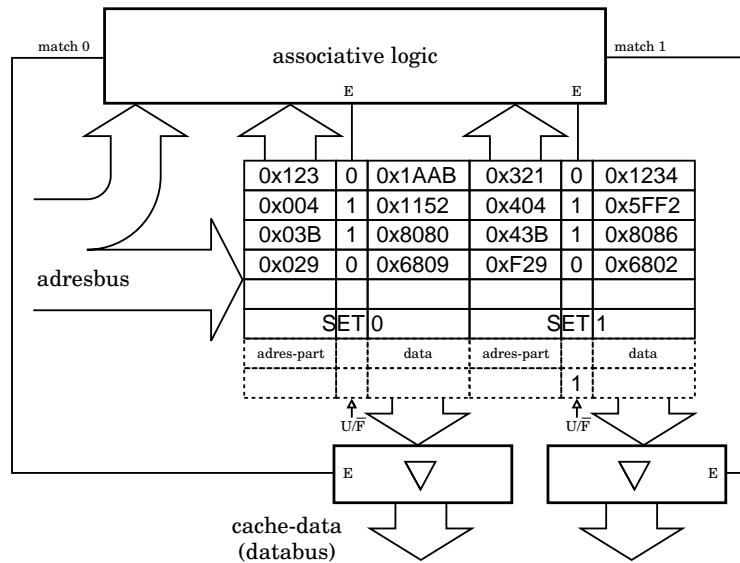 match 0 associative logic match 1
E E
0x123 0 0x1AAB 0x321 0 0x1234
0x004 1 0x1152 0x404 1 0x5FF2
0x03B 1 0x8080 0x43B 1 0x8086
0x029 0 0x6809 0xF29 0 0x6802
adresbus
SET 0 SET 1
adres-part data adres-part data
1
U/F̅ U/F̅
E E
cache-data
(databus)